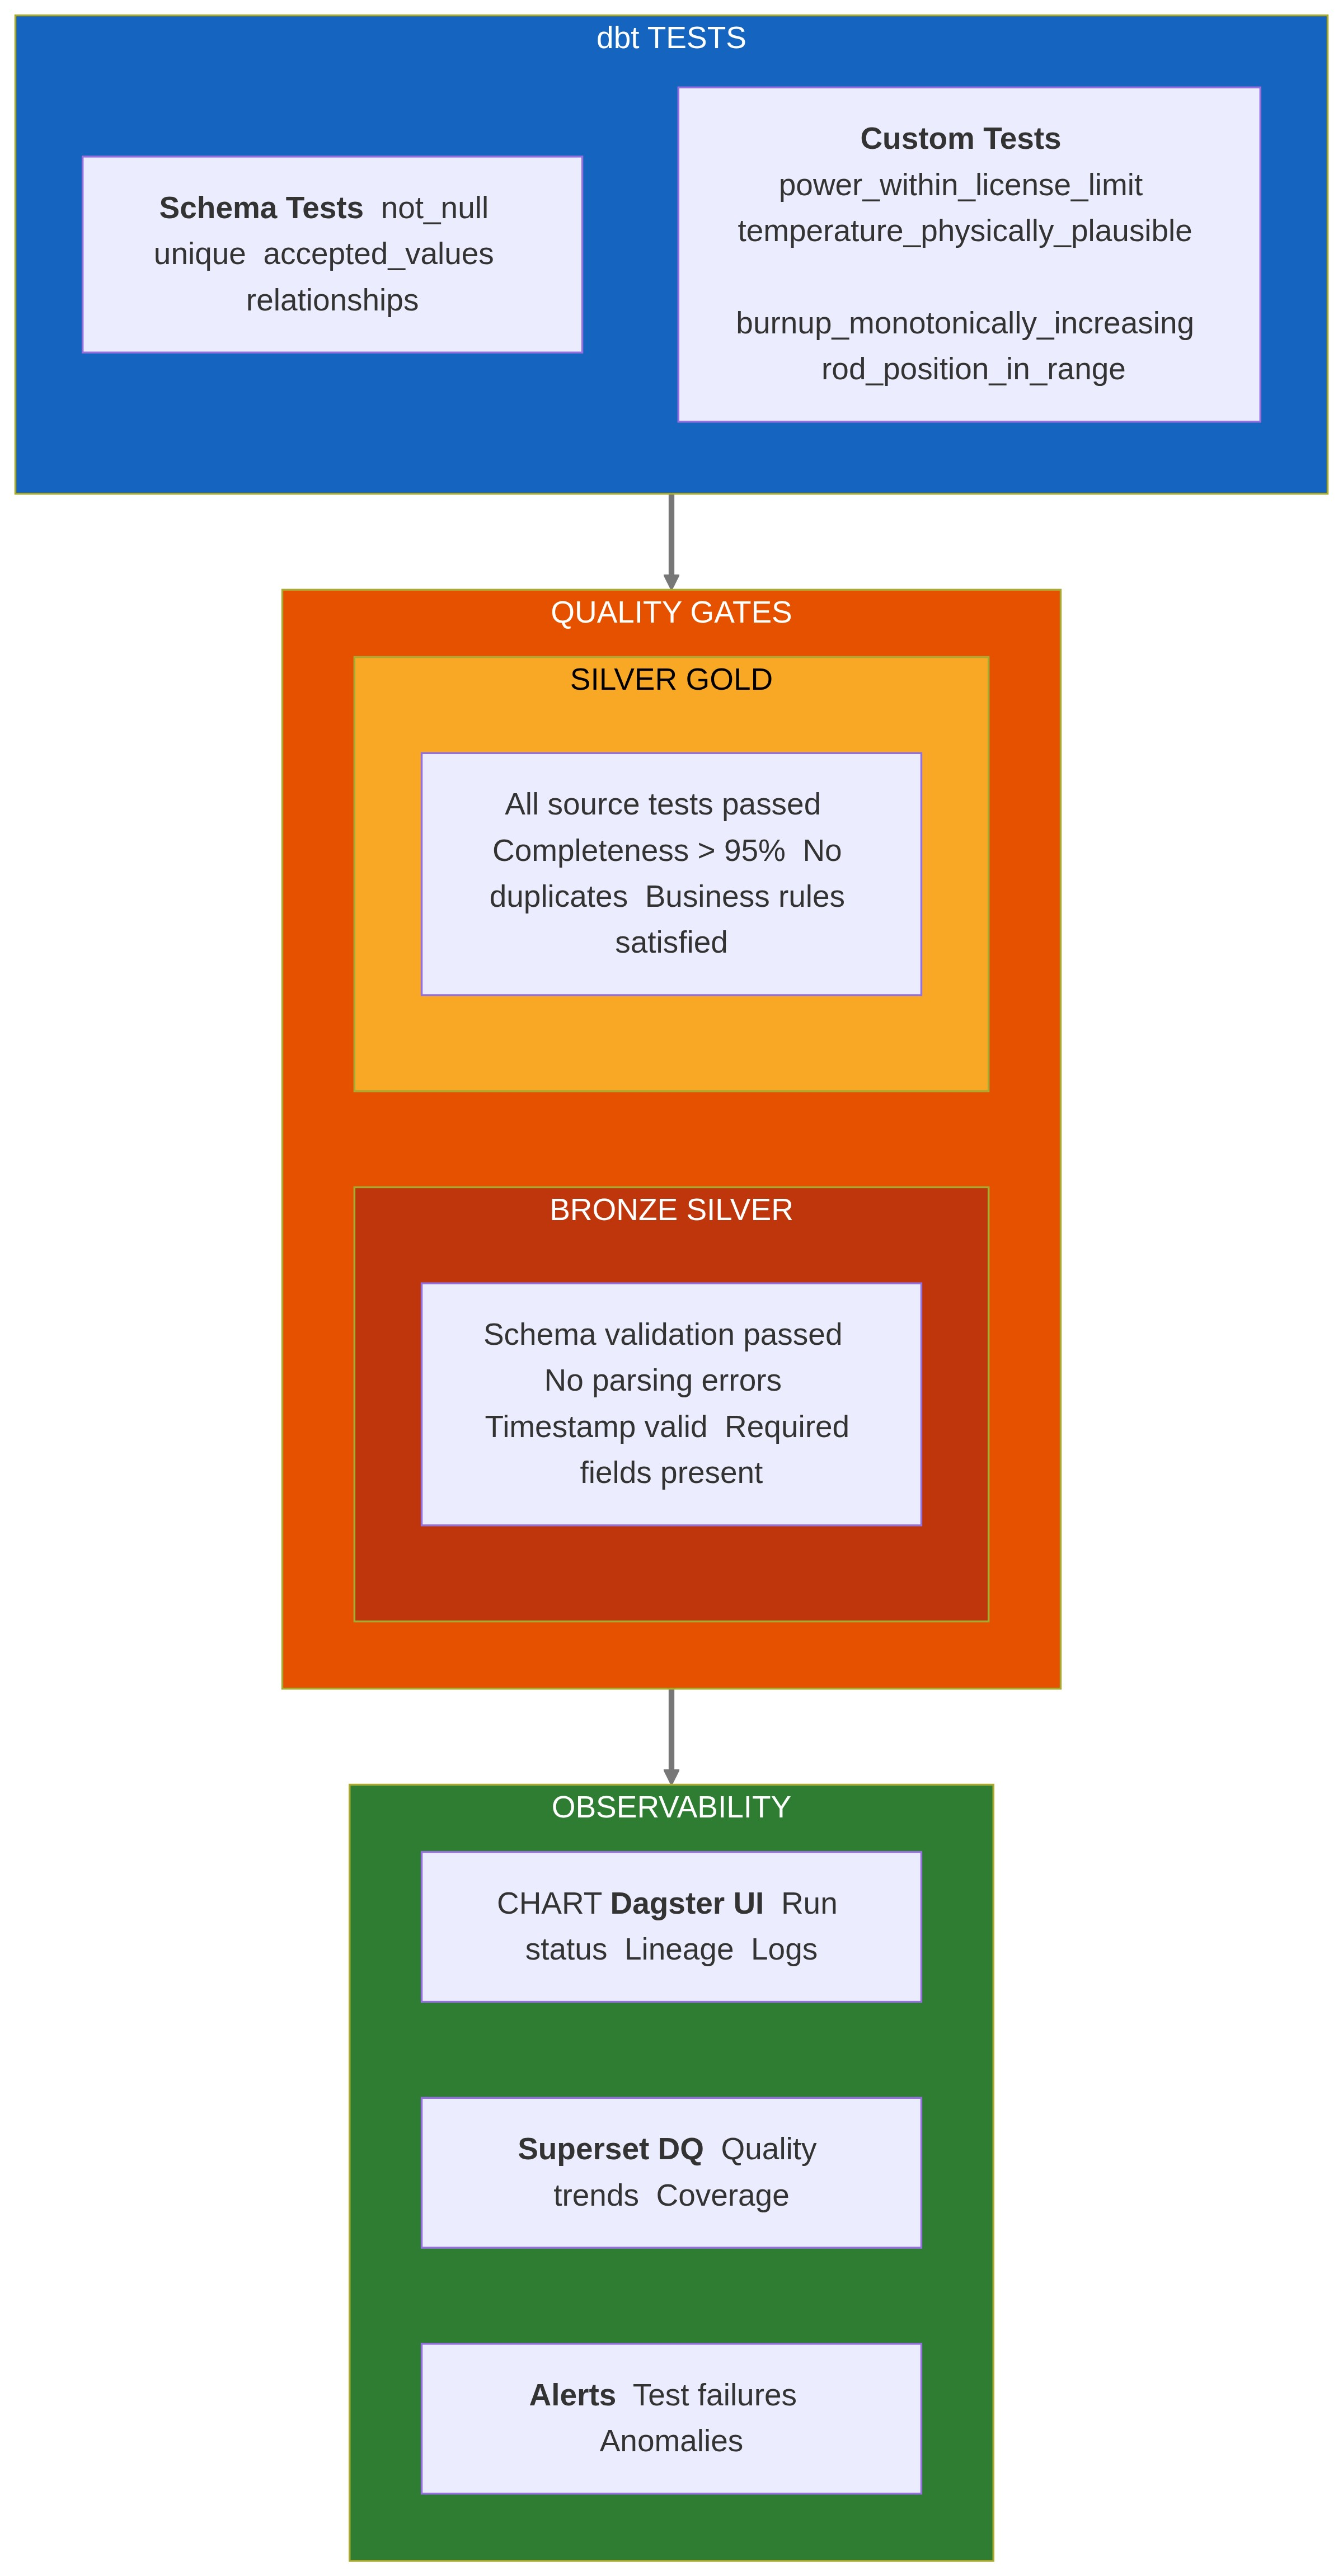 dbt TESTS
Schema Tests  not_null
unique  accepted_values
relationships
Custom Tests
power_within_license_limit
temperature_physically_plausible
burnup_monotonically_increasing
rod_position_in_range
QUALITY GATES
SILVER GOLD
All source tests passed
Completeness > 95%  No
duplicates  Business rules
satisfied
BRONZE SILVER
Schema validation passed
No parsing errors
Timestamp valid  Required
fields present
OBSERVABILITY
CHART Dagster UI  Run
status  Lineage  Logs
Superset DQ  Quality
trends  Coverage
Alerts  Test failures
Anomalies